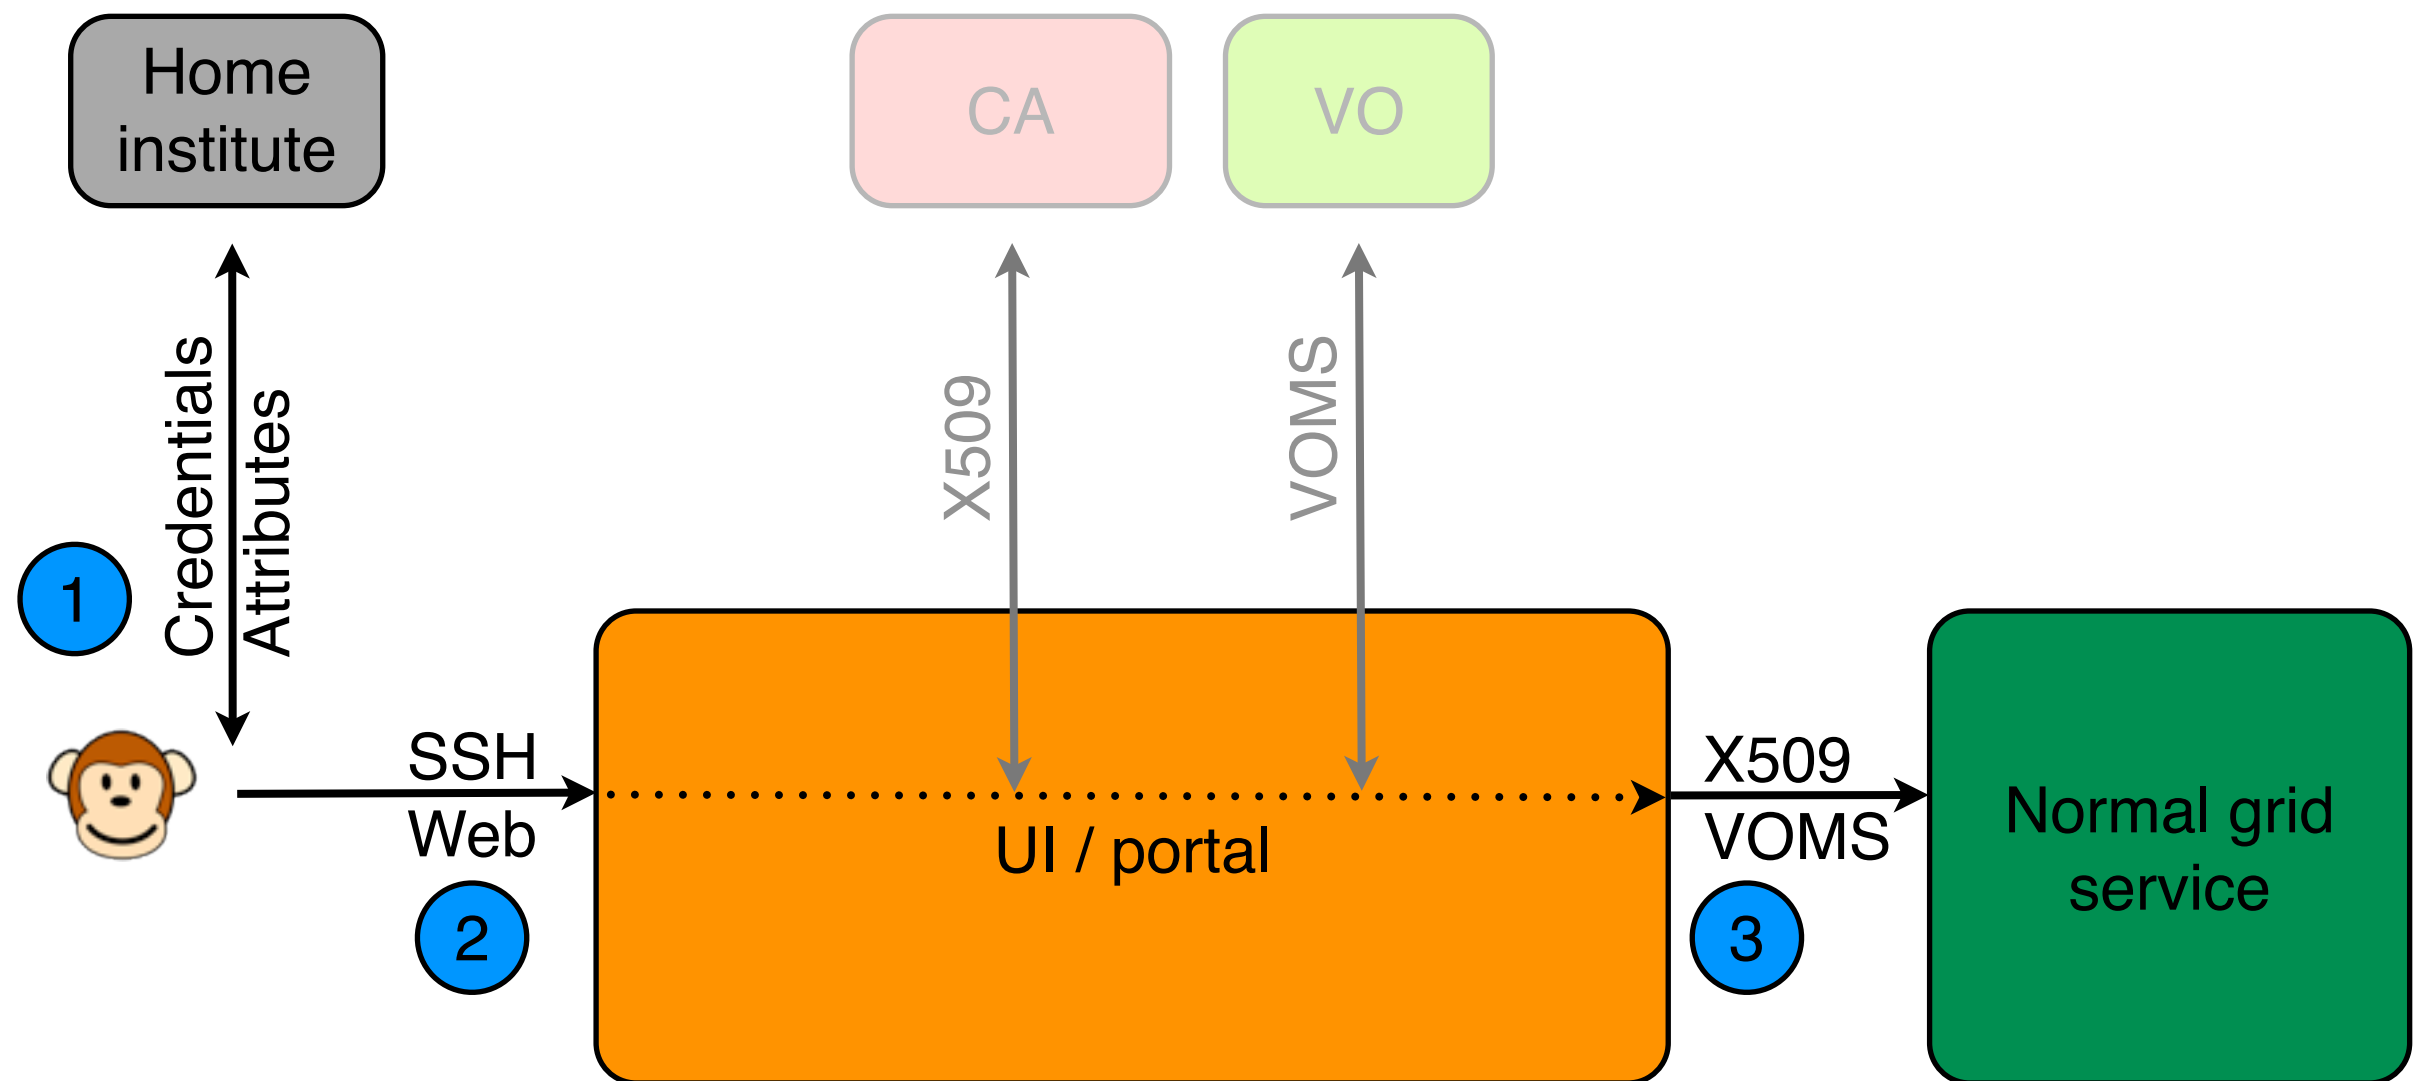 Home
institute
CA
VO
Credentials
Attributes
X509
VOMS
1
SSH
Web
2
UI / portal
X509
VOMS
3
Normal grid
service